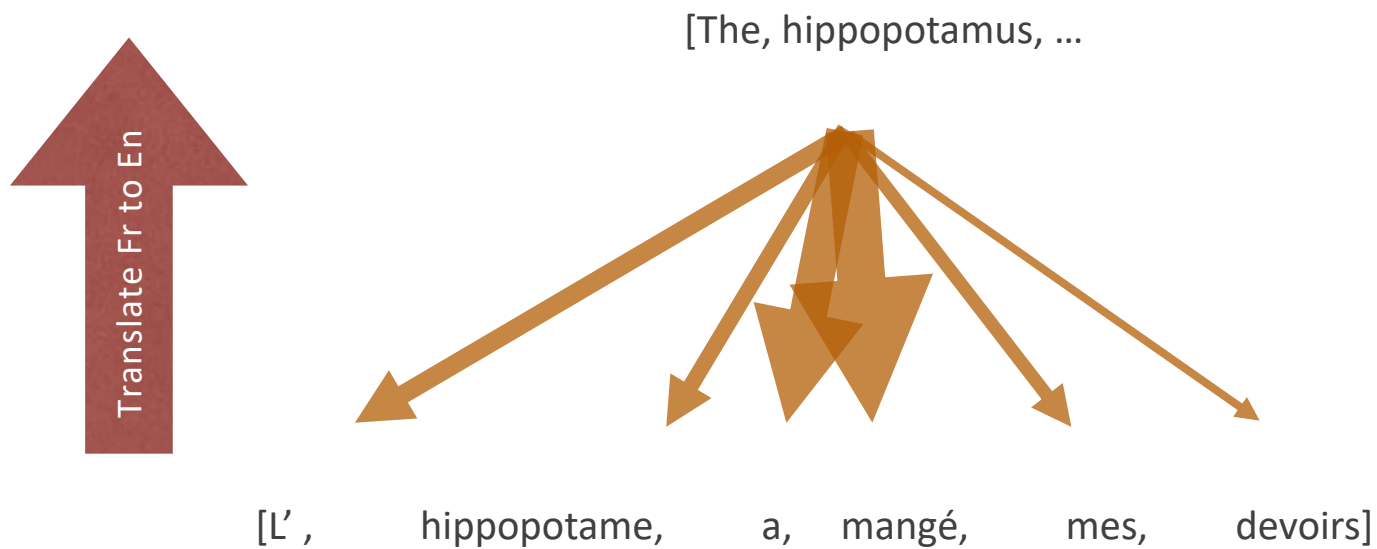 [The, hippopotamus, …
Translate Fr to En
[L’ , hippopotame, a, mangé, mes, devoirs]